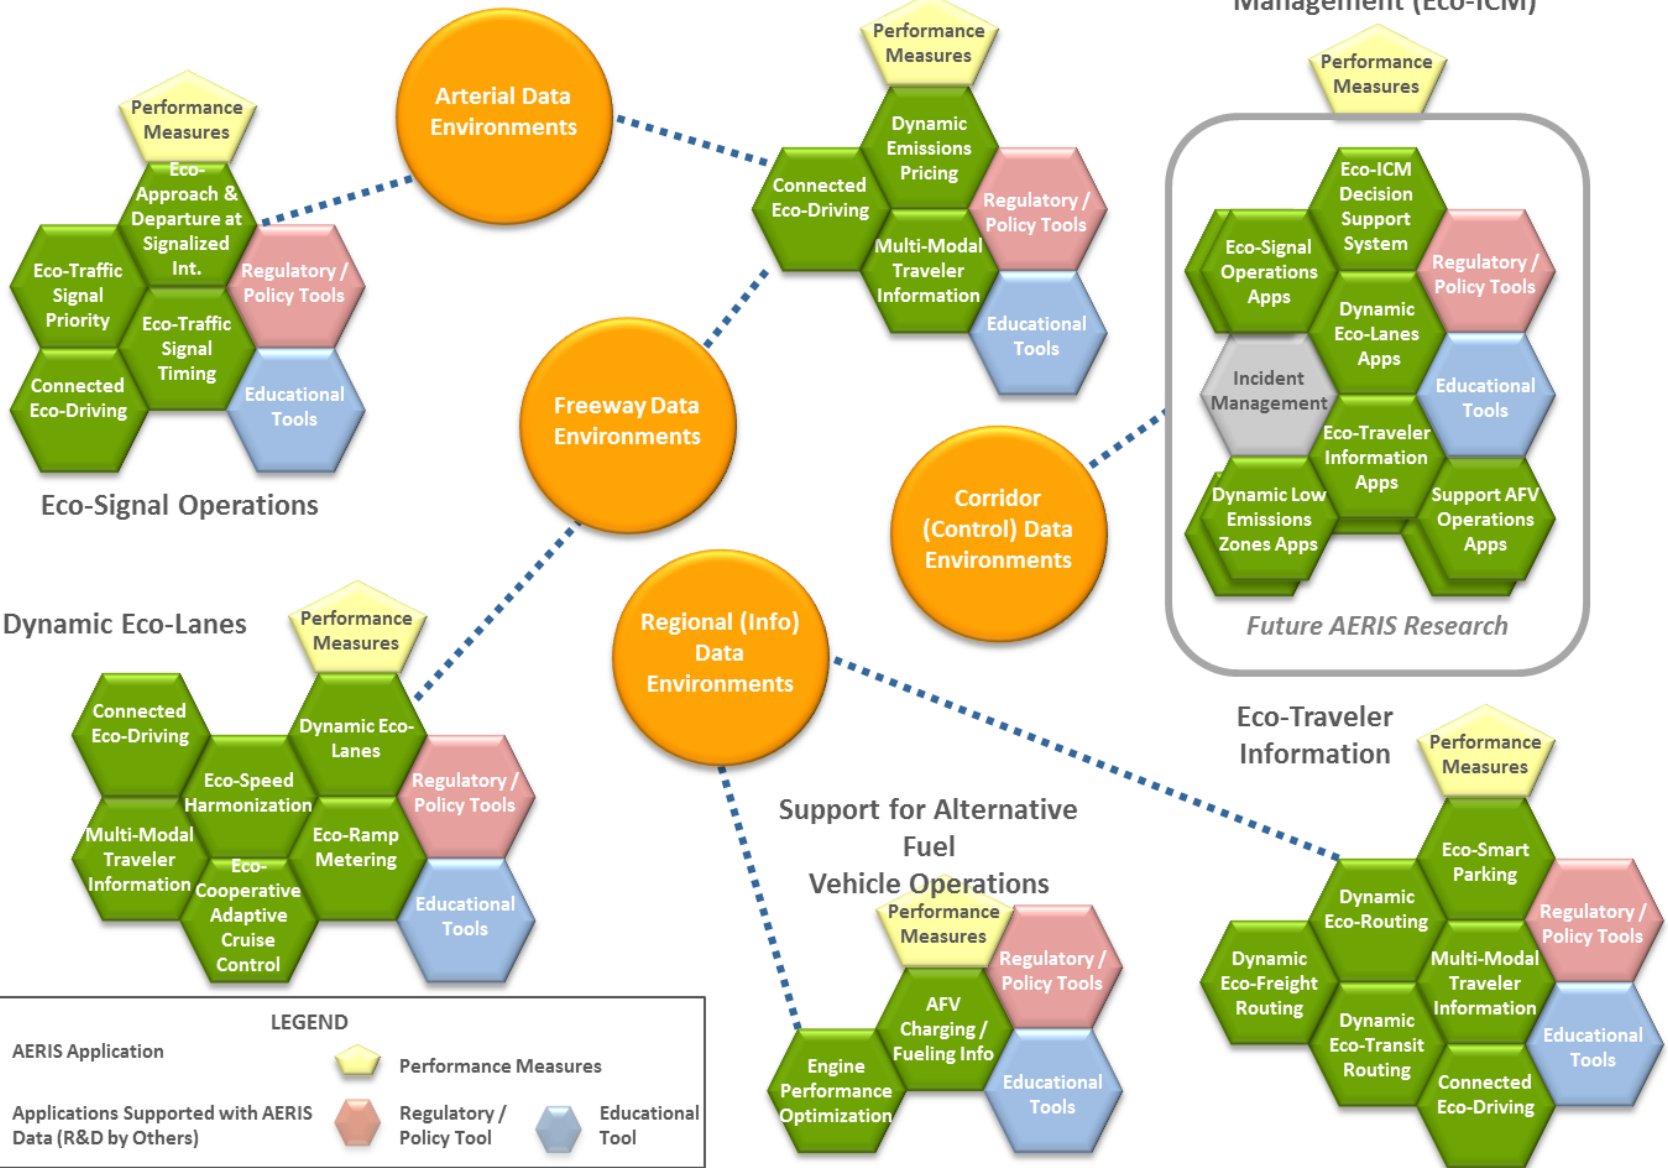 Management (Eco-ICM)
Performance
Measures
Arterial Data
Environments
Performance
Measures
Performance
Measures
Eco-
Approach &
Departure at
Signalized
Int.
Eco-Traffic
Signal
Priority
Regulatory /
Policy Tools
Eco-Traffic
Signal
Timing
Connected
Eco-Driving
Educational
Tools
Eco-Signal Operations
Dynamic
Emissions
Pricing
Connected
Eco-Driving
Regulatory /
Policy Tools
Multi-Modal
Traveler
Information
Educational
Tools
Eco-ICM
Decision
Support
System
Eco-Signal
Operations
Apps
Regulatory /
Policy Tools
Dynamic
Eco-Lanes
Apps
Incident
Management
Educational
Tools
Eco-Traveler
Information
Apps
Dynamic Low
Emissions
Zones Apps
Support AFV
Operations
Apps
Future AERIS Research
Freeway Data
Environments
Corridor
(Control) Data
Environments
Regional (Info)
Data
Environments
Dynamic Eco-Lanes
Performance
Measures
Connected
Eco-Driving
Dynamic Eco-
Lanes
Eco-Speed
Harmonization
Regulatory /
Policy Tools
Multi-Modal
Traveler
Information
Eco-Ramp
Metering
Eco-
Cooperative
Adaptive
Cruise
Control
Educational
Tools
Support for Alternative
Fuel
Vehicle Operations
Performance
Measures
Regulatory /
Policy Tools
AFV
Charging /
Fueling Info
Engine
Performance
Optimization
Educational
Tools
Eco-Traveler
Information
Performance
Measures
Eco-Smart
Parking
Dynamic
Eco-Routing
Regulatory /
Policy Tools
Dynamic
Eco-Freight
Routing
Multi-Modal
Traveler
Information
Dynamic
Eco-Transit
Routing
Educational
Tools
Connected
Eco-Driving
LEGEND
AERIS Application
Performance Measures
Applications Supported with AERIS
Data (R&D by Others)
Regulatory /
Policy Tool
Educational
Tool